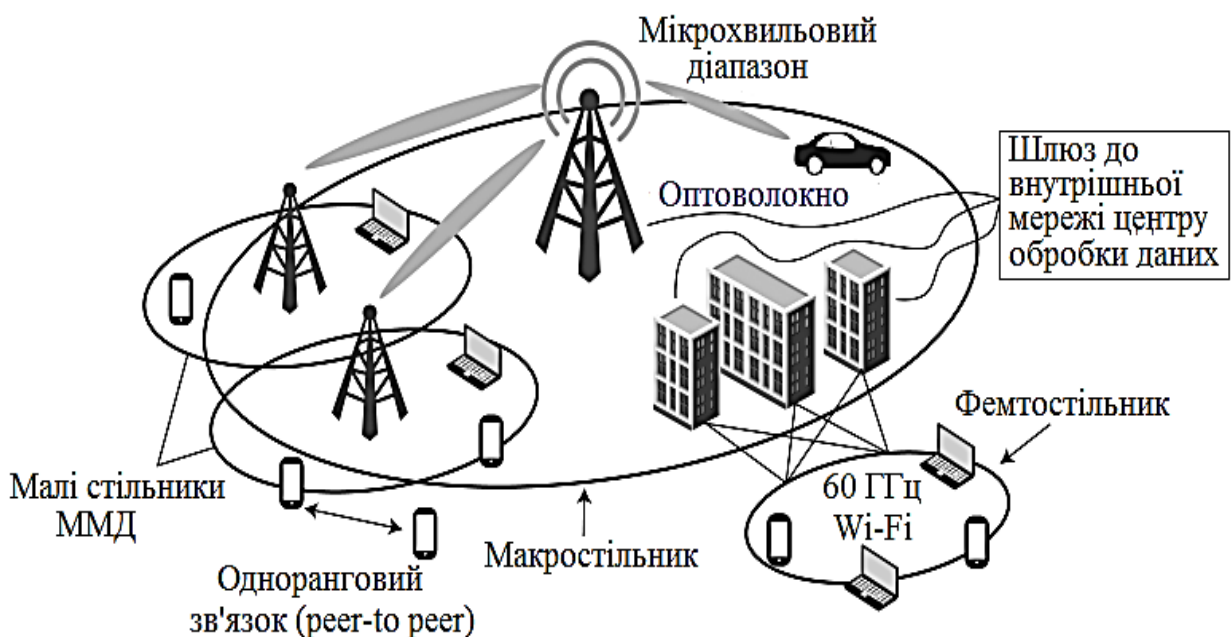 Мікрохвильовий
діапазон
Оптоволокно
Шлюз до
внутрішньої
мережі центру
обробки даних
Фемтостільник
60 ГГц
Wi-Fi
Малі стільники
ММД
Макростільник
Одноранговий
зв'язок (peer-to peer)